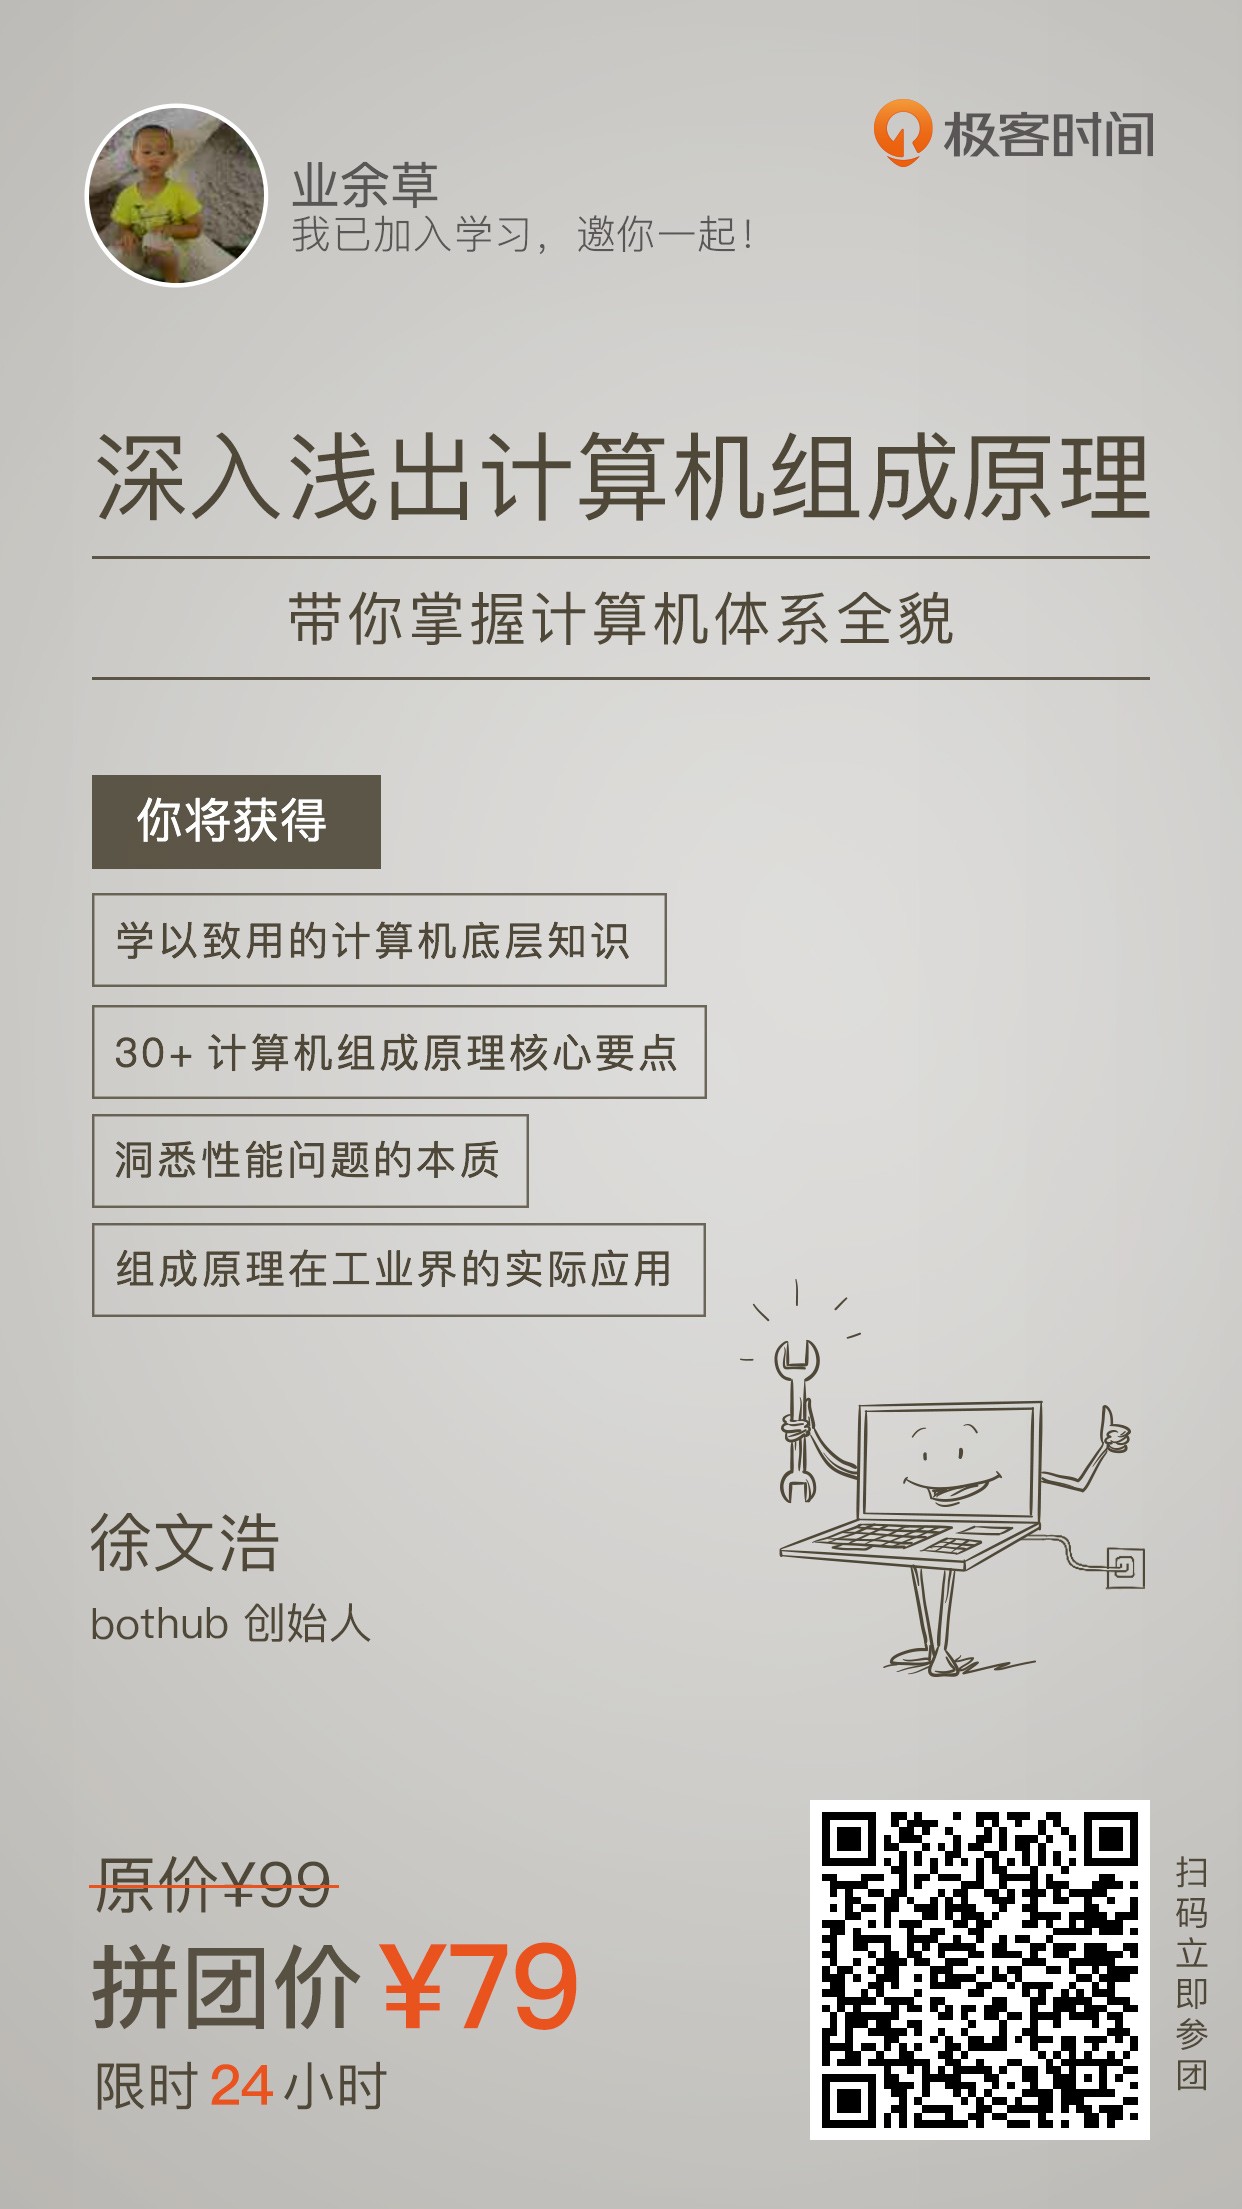 极客时间
业余草
我已加入学习，邀你一起！
深入浅出计算机组成原理
带你掌握计算机体系全貌
你将获得
学以致用的计算机底层知识
30+ 计算机组成原理核心要点
洞悉性能问题的本质
组成原理在工业界的实际应用
徐文浩
bothub 创始人
原价¥99
拼团价 ¥79
限时 24 小时
扫码立即参团